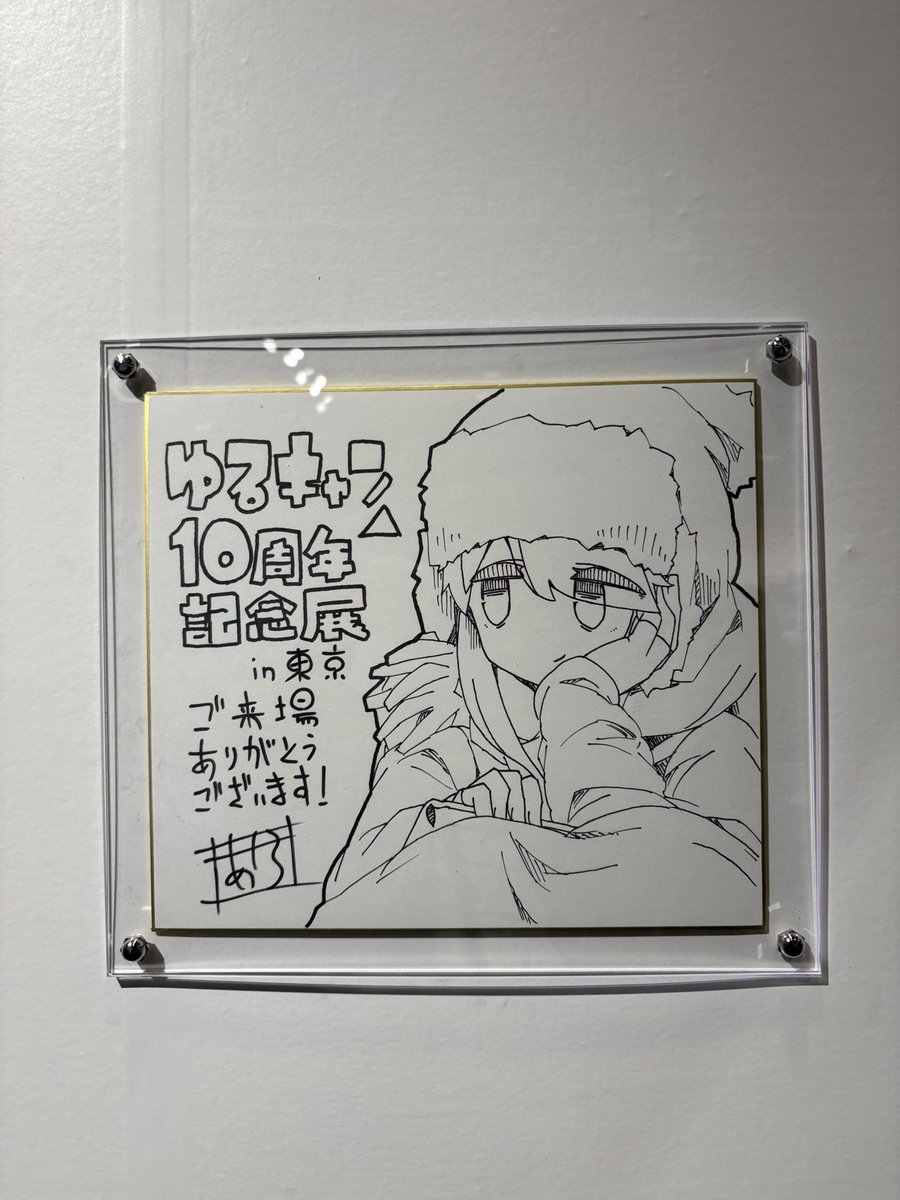 ゆるキャン△
10周年
記念展
in 東京
ご来場
ありがとう
ございます!
あfろ